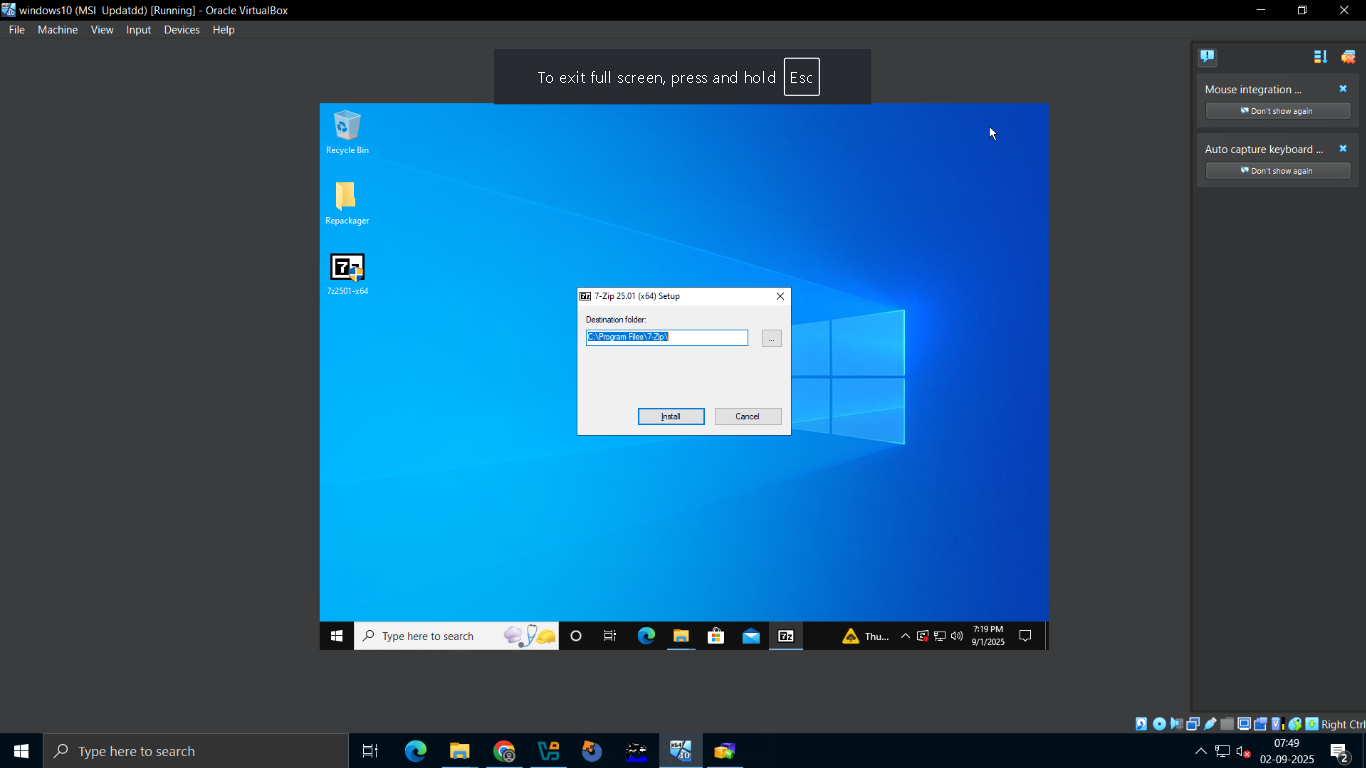 windows10 (MSI Updatdd) [Running] - Oracle VirtualBox
File Machine View Input Devices Help
To exit full screen, press and hold Esc
Mouse integration ...
Don't show again
Auto capture keyboard ...
Don't show again
Recycle Bin
Repackager
7z2501-x64
7-Zip 25.01 (x64) Setup
Destination folder:
C:\Program Files\7-Zip\
...
Install Cancel
Type here to search
Thu...
7:19 PM
9/1/2025
Right Ctrl
Type here to search
07:49
02-09-2025
2